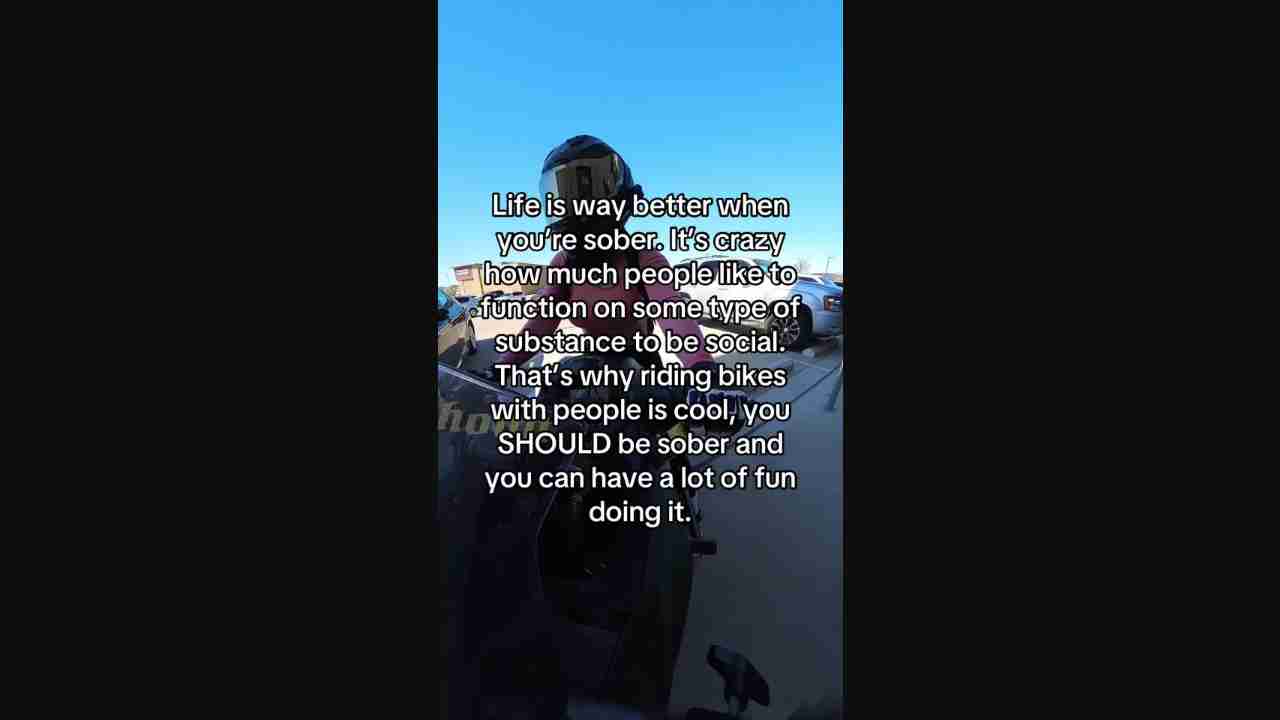 Life is way better when
you're sober. It's crazy
how much people like to
function on some type of
substance to be social.
That's why riding bikes
with people is cool, you
SHOULD be sober and
you can have a lot of fun
doing it.